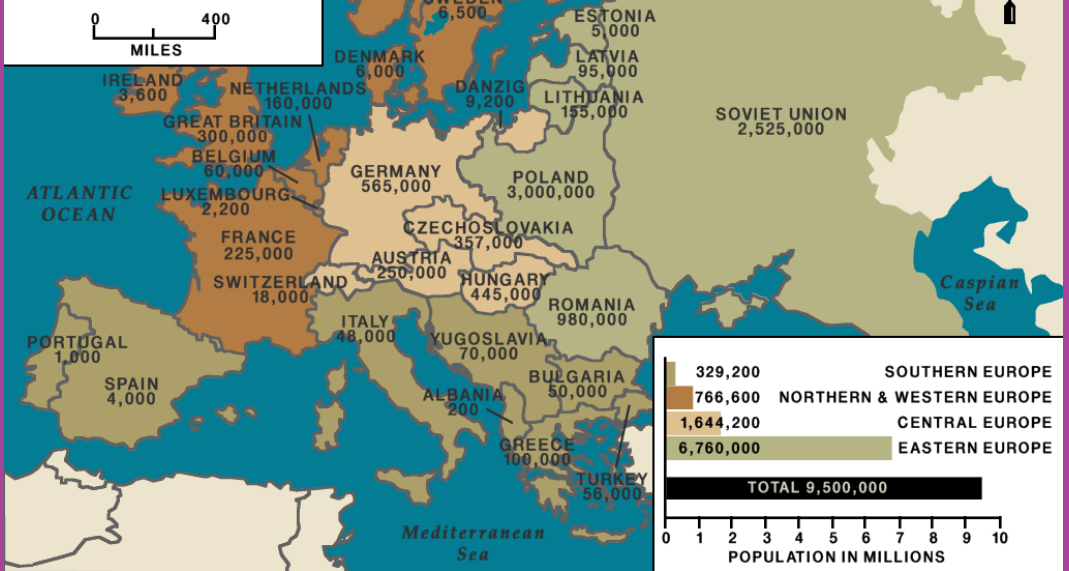 0 400
MILES
SWEDEN
6,500
ESTONIA
5,000
DENMARK
6,000
LATVIA
95,000
IRELAND
3,600
NETHERLANDS
160,000
DANZIG
9,200
LITHUANIA
155,000
GREAT BRITAIN
300,000
SOVIET UNION
2,525,000
BELGIUM
60,000
GERMANY
565,000
POLAND
3,000,000
ATLANTIC
OCEAN
LUXEMBOURG
2,200
CZECHOSLOVAKIA
357,000
FRANCE
225,000
AUSTRIA
250,000
SWITZERLAND
18,000
HUNGARY
445,000
Caspian
Sea
ROMANIA
980,000
ITALY
48,000
PORTUGAL
1,000
YUGOSLAVIA
70,000
SPAIN
4,000
BULGARIA
50,000
ALBANIA
200
GREECE
100,000
TURKEY
56,000
Mediterranean
Sea
329,200 SOUTHERN EUROPE
766,600 NORTHERN & WESTERN EUROPE
1,644,200 CENTRAL EUROPE
6,760,000 EASTERN EUROPE
TOTAL 9,500,000
0 1 2 3 4 5 6 7 8 9 10
POPULATION IN MILLIONS